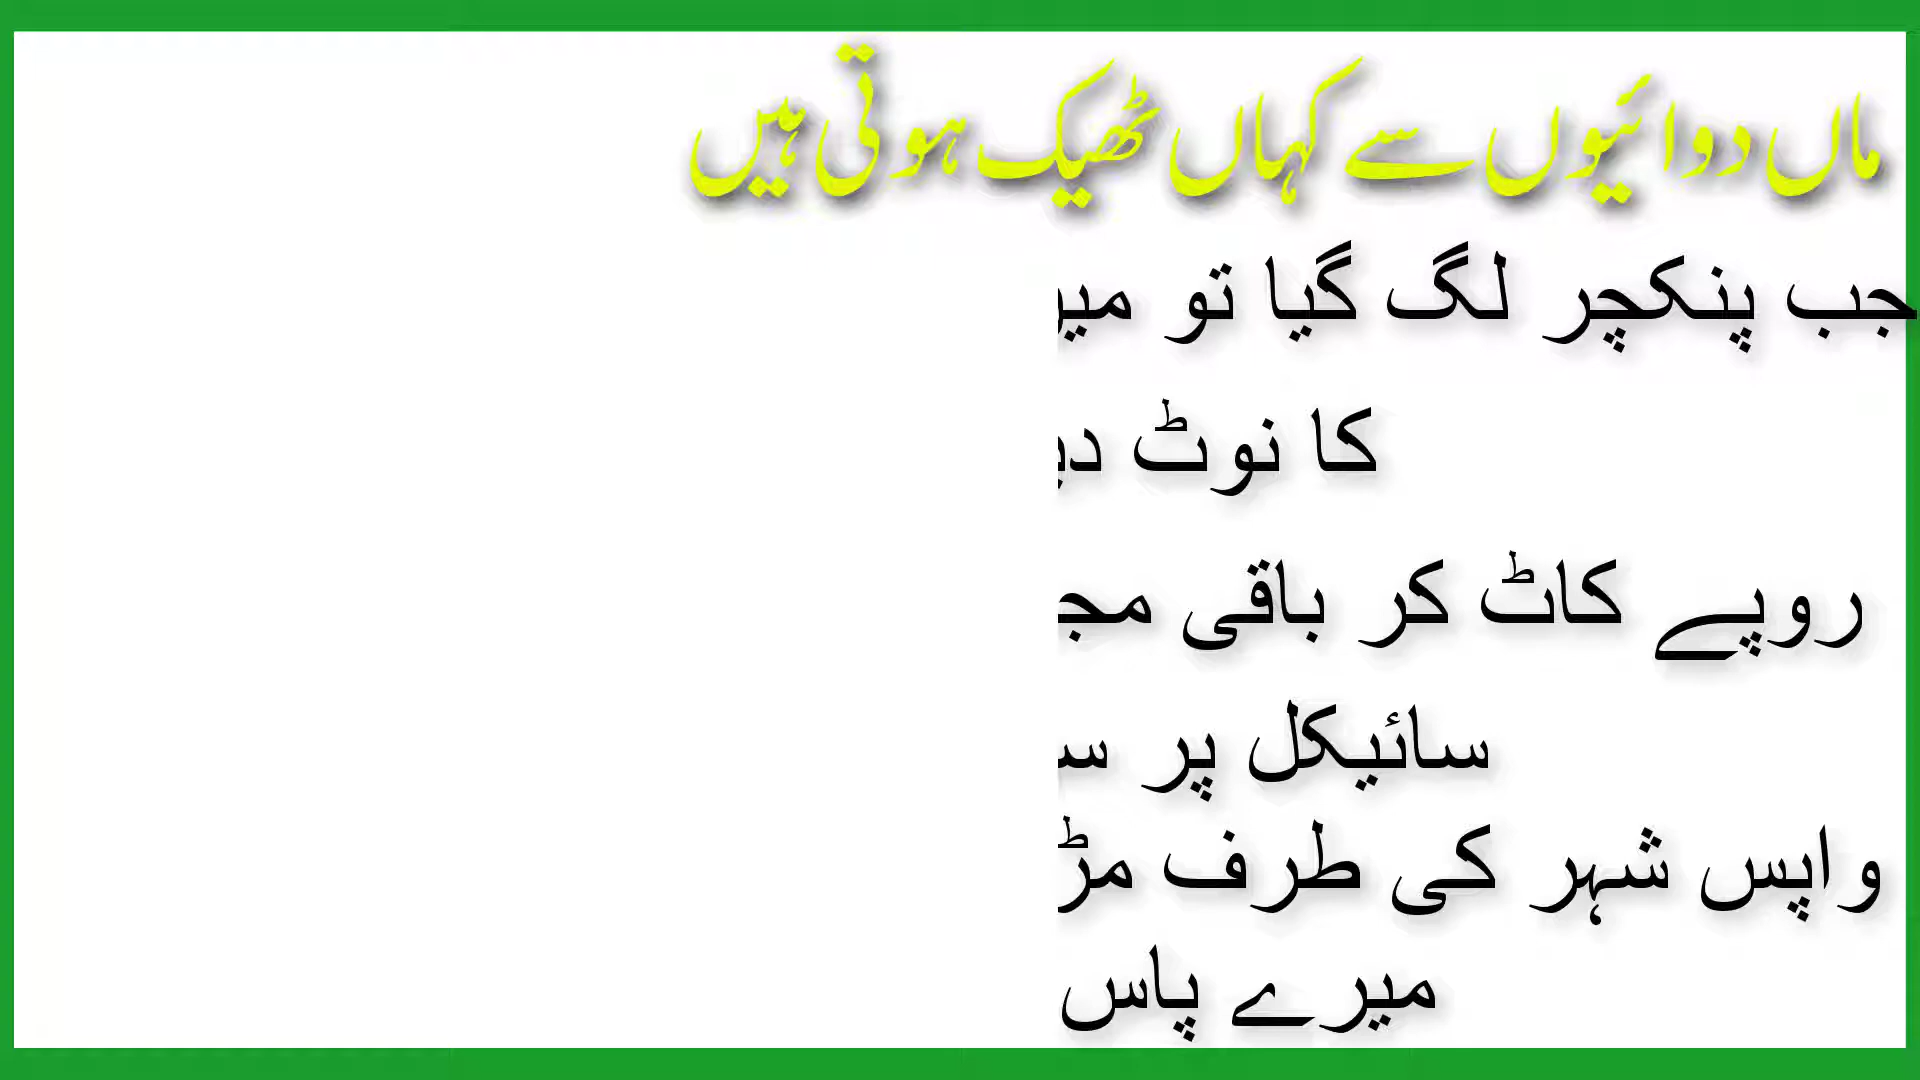 ماں دوائیوں سے کہاں ٹھیک ہوتی ہیں
جب پنکچر لگ گیا تو
کا نوٹ
روپے کاٹ کر باقی
سائیکل پر
واپس شہر کی طرف مڑ
میرے پاس